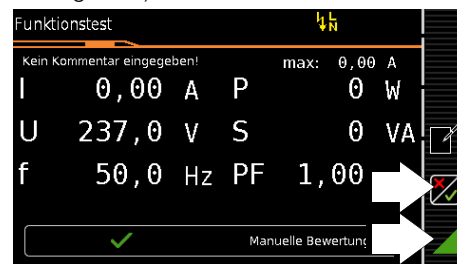 Funktionstest
Kein Kommentar eingegeben! max: 0,00 A
I 0,00 A P 0 W
U 237,0 V S 0 VA
f 50,0 Hz PF 1,00
Manuelle Bewertung